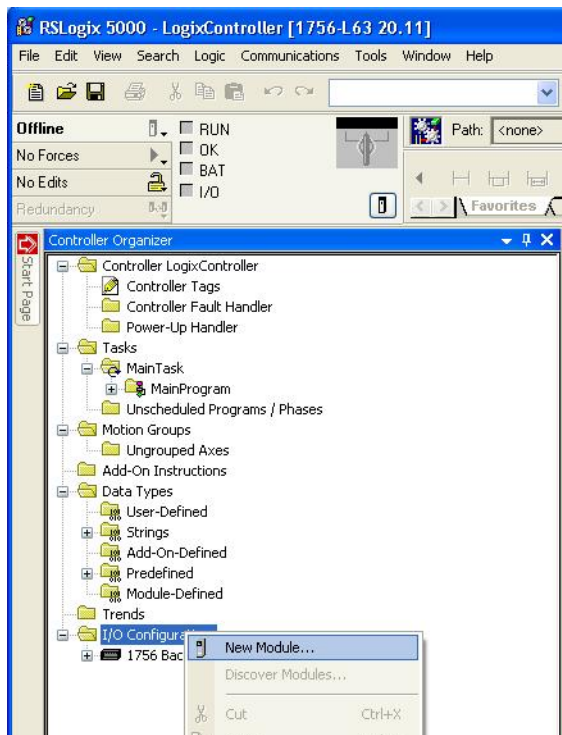 RSLogix 5000 - LogixController [1756-L63 20.11]
File Edit View Search Logic Communications Tools Window Help
Offline RUN Path: <none>
No Forces OK
No Edits BAT
Redundancy I/O
Favorites
Start Page
Controller Organizer
Controller LogixController
Controller Tags
Controller Fault Handler
Power-Up Handler
Tasks
MainTask
MainProgram
Unscheduled Programs / Phases
Motion Groups
Ungrouped Axes
Add-On Instructions
Data Types
User-Defined
Strings
Add-On-Defined
Predefined
Module-Defined
Trends
I/O Configura
New Module...
1756 Bac
Discover Modules...
Cut Ctrl+X